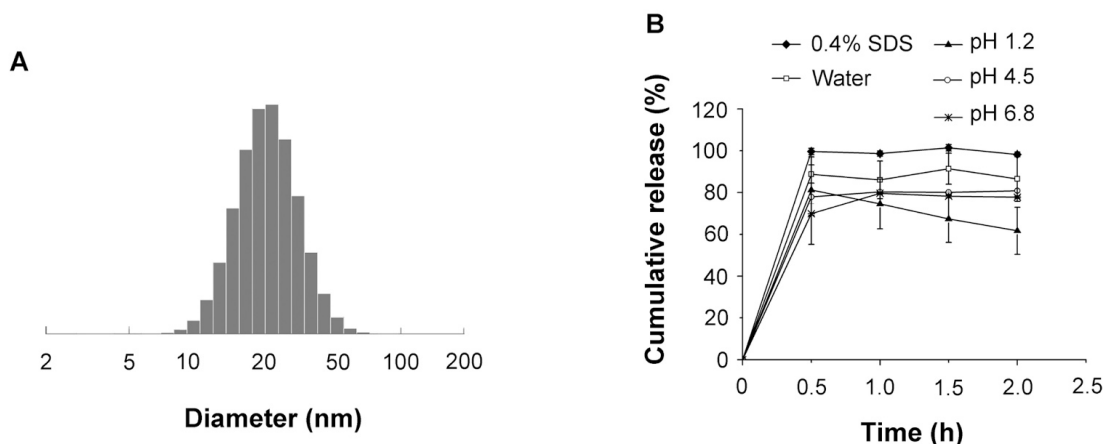 A
2 5 10 20 50 100 200
Diameter (nm)
B
0.4% SDS
Water
pH 1.2
pH 4.5
pH 6.8
Cumulative release (%)
120
100
80
60
40
20
0
0 0.5 1.0 1.5 2.0 2.5
Time (h)